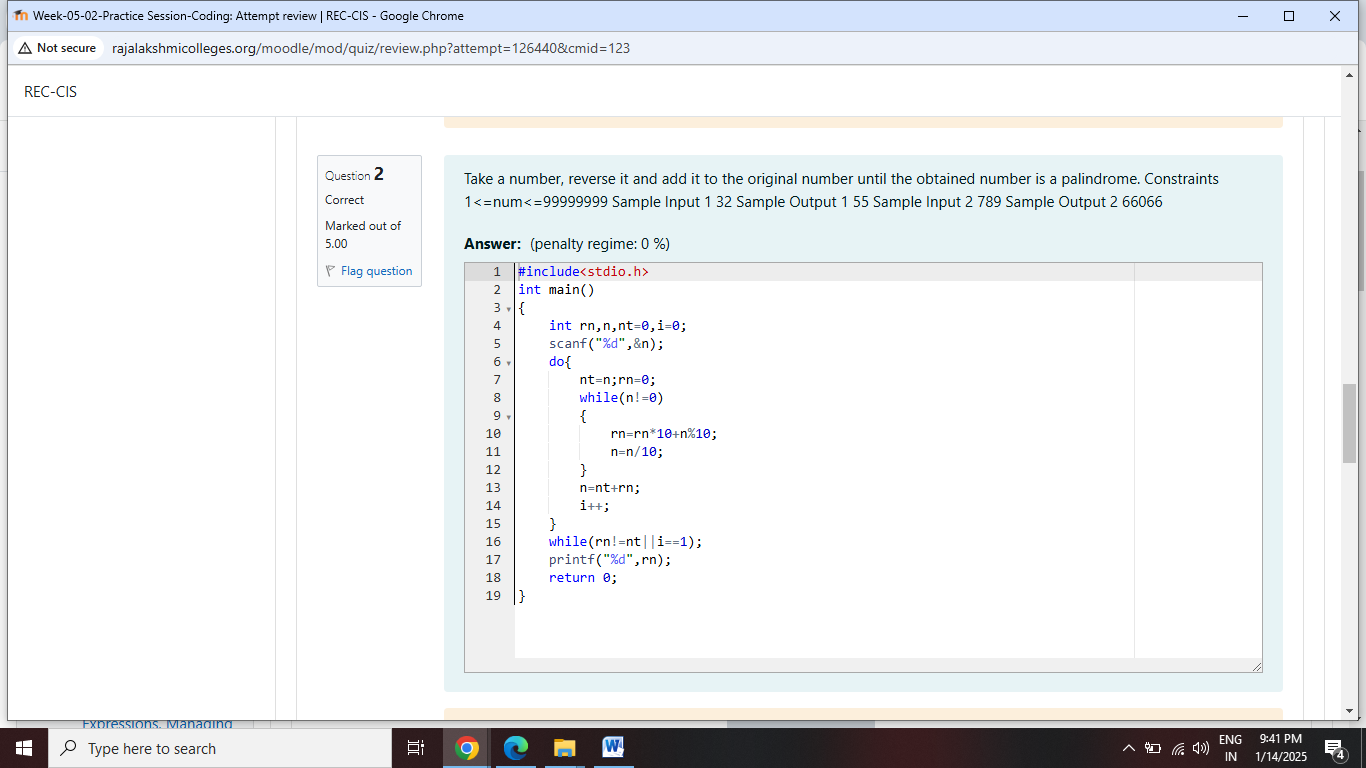 Week-05-02-Practice Session-Coding: Attempt review | REC-CIS - Google Chrome
Not secure rajalakshmicolleges.org/moodle/mod/quiz/review.php?attempt=126440&cmid=123
REC-CIS
Question 2
Correct
Marked out of
5.00
Flag question
Take a number, reverse it and add it to the original number until the obtained number is a palindrome. Constraints
1<=num<=99999999 Sample Input 1 32 Sample Output 1 55 Sample Input 2 789 Sample Output 2 66066
Answer: (penalty regime: 0 %)
1 #include<stdio.h>
2 int main()
3 {
4 int rn,n,nt=0,i=0;
5 scanf("%d",&n);
6 do{
7 nt=n;rn=0;
8 while(n!=0)
9 {
10 rn=rn*10+n%10;
11 n=n/10;
12 }
13 n=nt+rn;
14 i++;
15 }
16 while(rn!=nt||i==1);
17 printf("%d",rn);
18 return 0;
19 }
Expressions, Managing
Type here to search
ENG
IN
9:41 PM
1/14/2025
4